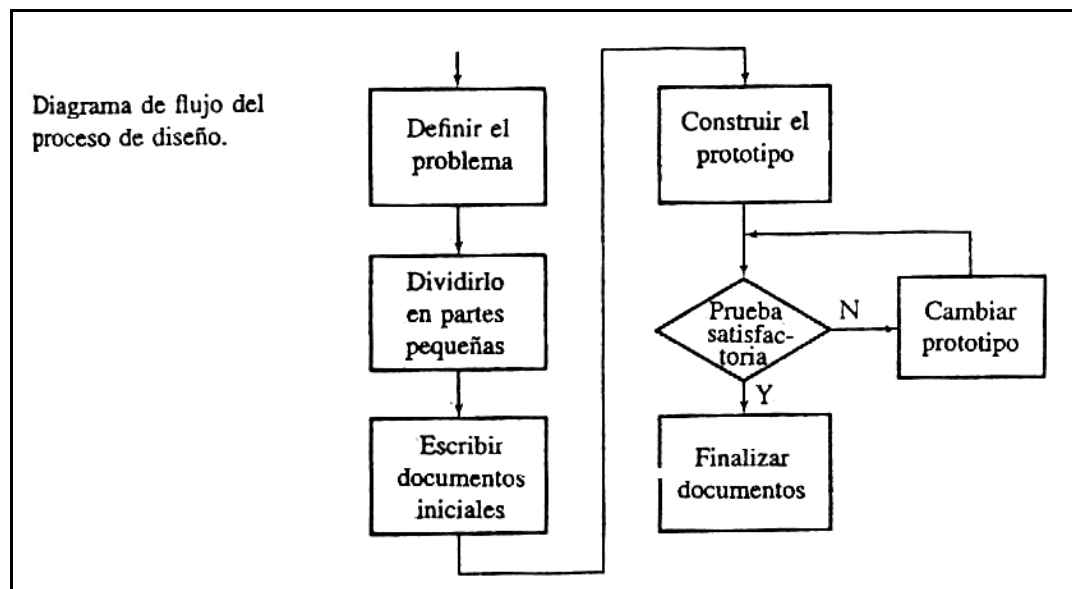 Diagrama de flujo del
proceso de diseño.
Definir el
problema
Dividirlo
en partes
pequeñas
Escribir
documentos
iniciales
Construir el
prototipo
Prueba
satisfac-
toria
N
Cambiar
prototipo
Y
Finalizar
documentos